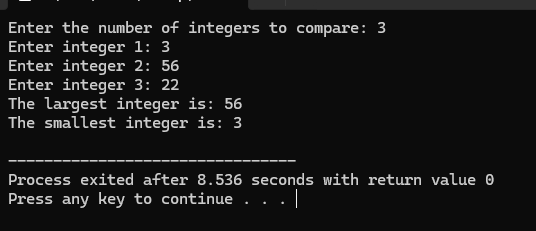 Enter the number of integers to compare: 3
Enter integer 1: 3
Enter integer 2: 56
Enter integer 3: 22
The largest integer is: 56
The smallest integer is: 3
--------------------------------
Process exited after 8.536 seconds with return value 0
Press any key to continue . . .